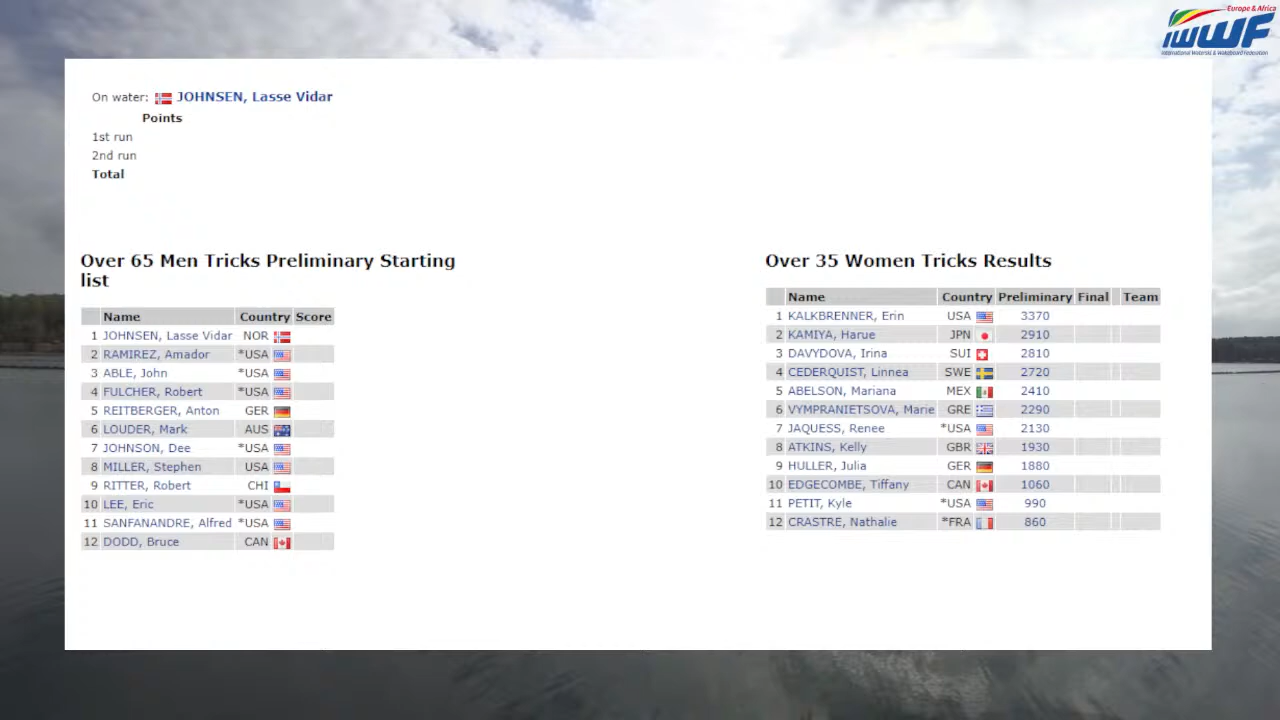 Europe & Africa
IWWF
International Waterski & Wakeboard Federation
On water: JOHNSEN, Lasse Vidar
Points
1st run
2nd run
Total
Over 65 Men Tricks Preliminary Starting
list
Name Country Score
1 JOHNSEN, Lasse Vidar NOR
2 RAMIREZ, Amador *USA
3 ABLE, John *USA
4 FULCHER, Robert *USA
5 REITBERGER, Anton GER
6 LOUDER, Mark AUS
7 JOHNSON, Dee *USA
8 MILLER, Stephen USA
9 RITTER, Robert CHI
10 LEE, Eric *USA
11 SANFANANDRE, Alfred *USA
12 DODD, Bruce CAN
Over 35 Women Tricks Results
Name Country Preliminary Final Team
1 KALKBRENNER, Erin USA 3370
2 KAMIYA, Harue JPN 2910
3 DAVYDOVA, Irina SUI 2810
4 CEDERQUIST, Linnea SWE 2720
5 ABELSON, Mariana MEX 2410
6 VYMPRANIETSOVA, Marie GRE 2290
7 JAQUESS, Renee *USA 2130
8 ATKINS, Kelly GBR 1930
9 HULLER, Julia GER 1880
10 EDGECOMBE, Tiffany CAN 1060
11 PETIT, Kyle *USA 990
12 CRASTRE, Nathalie *FRA 860